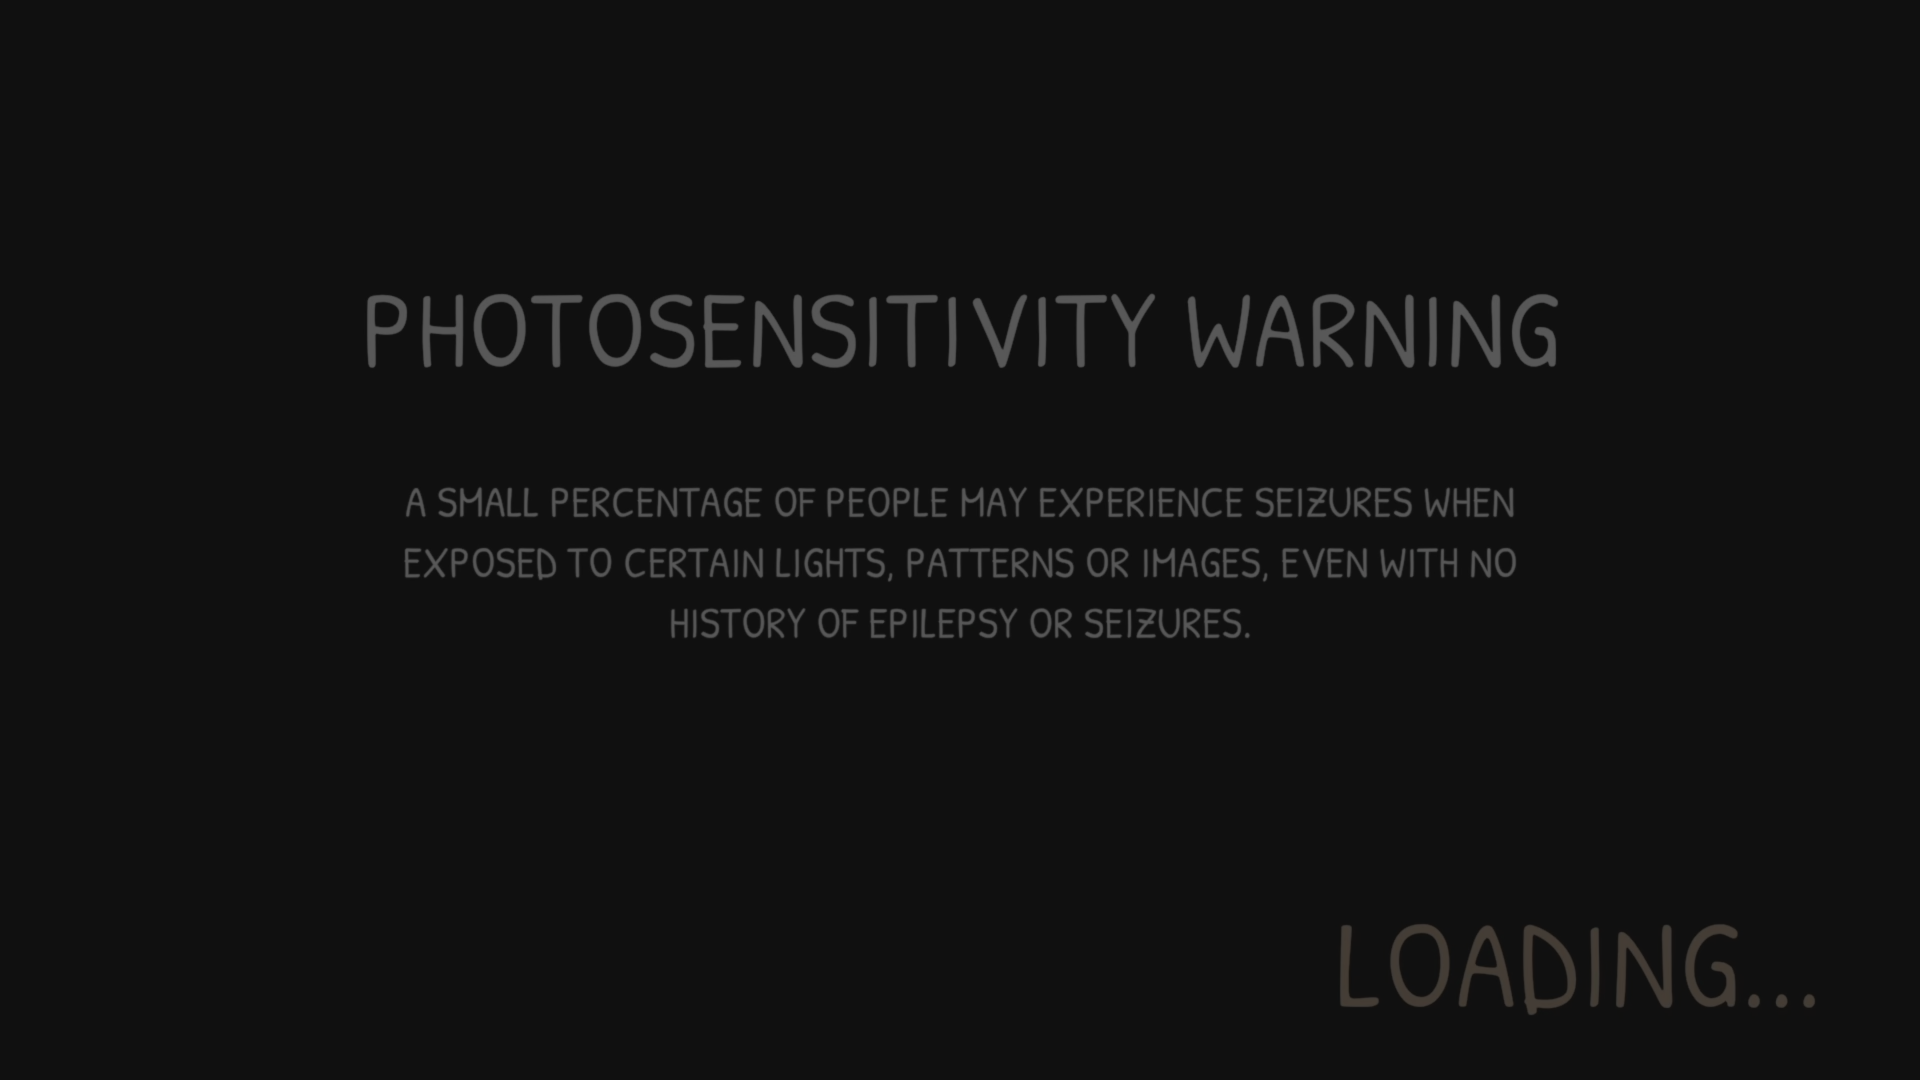 PHOTOSENSITIVITY WARNING
A SMALL PERCENTAGE OF PEOPLE MAY EXPERIENCE SEIZURES WHEN
EXPOSED TO CERTAIN LIGHTS, PATTERNS OR IMAGES, EVEN WITH NO
HISTORY OF EPILEPSY OR SEIZURES.
LOADING...